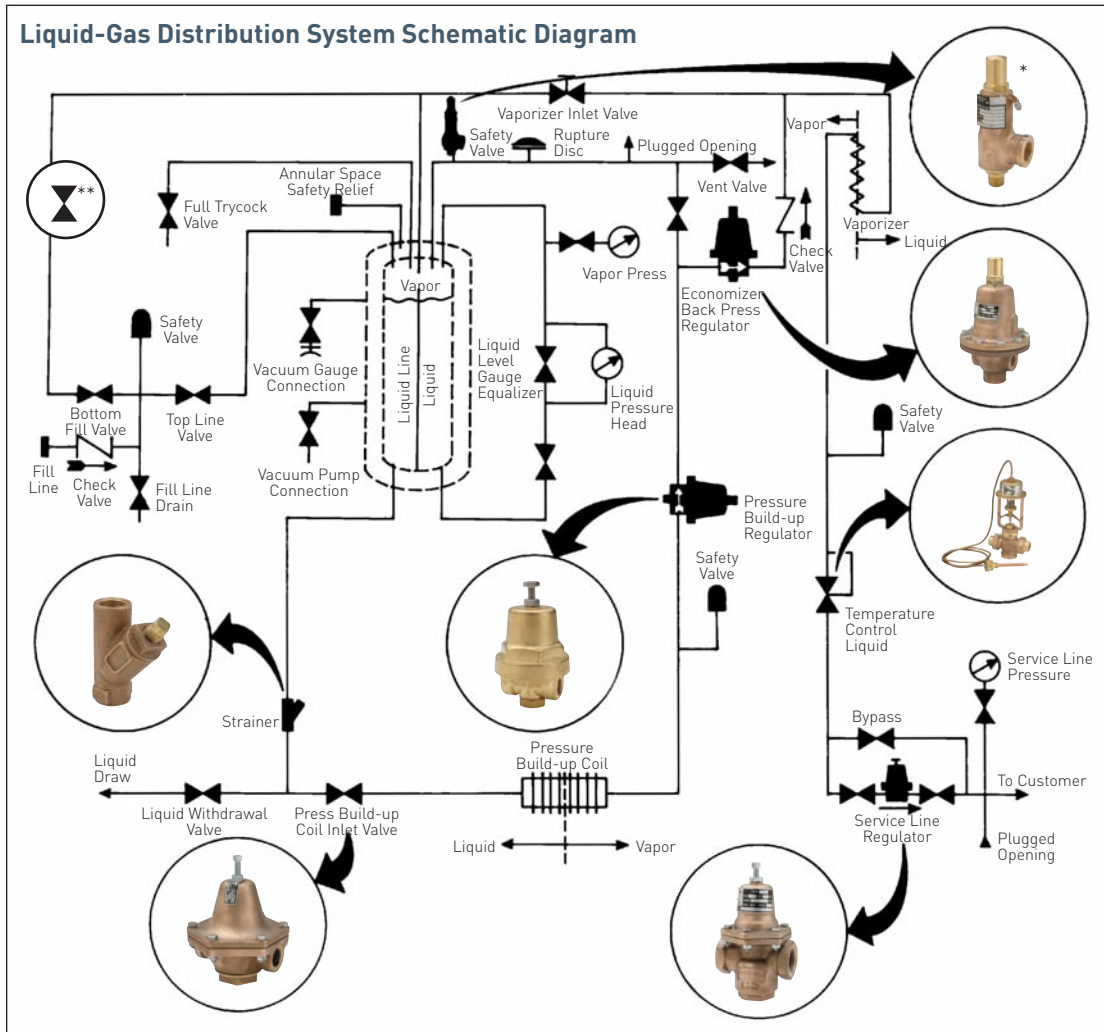 Liquid-Gas Distribution System Schematic Diagram
*
Vaporizer Inlet Valve
Safety
Valve
Rupture
Disc
Plugged Opening
Vapor
Annular Space
Safety Relief
**
Full Trycock
Valve
Vent Valve
Vaporizer
Liquid
Check
Valve
Vapor Press
Vapor
Economizer
Back Press
Regulator
Safety
Valve
Liquid Line
Liquid
Liquid
Level
Gauge
Equalizer
Vacuum Gauge
Connection
Liquid
Pressure
Head
Bottom
Fill Valve
Top Line
Valve
Safety
Valve
Fill
Line
Check
Valve
Fill Line
Drain
Vacuum Pump
Connection
Pressure
Build-up
Regulator
Safety
Valve
Temperature
Control
Liquid
Service Line
Pressure
Strainer
Bypass
Liquid
Draw
Pressure
Build-up Coil
To Customer
Liquid Withdrawal
Valve
Press Build-up
Coil Inlet Valve
Service Line
Regulator
Liquid
Vapor
Plugged
Opening